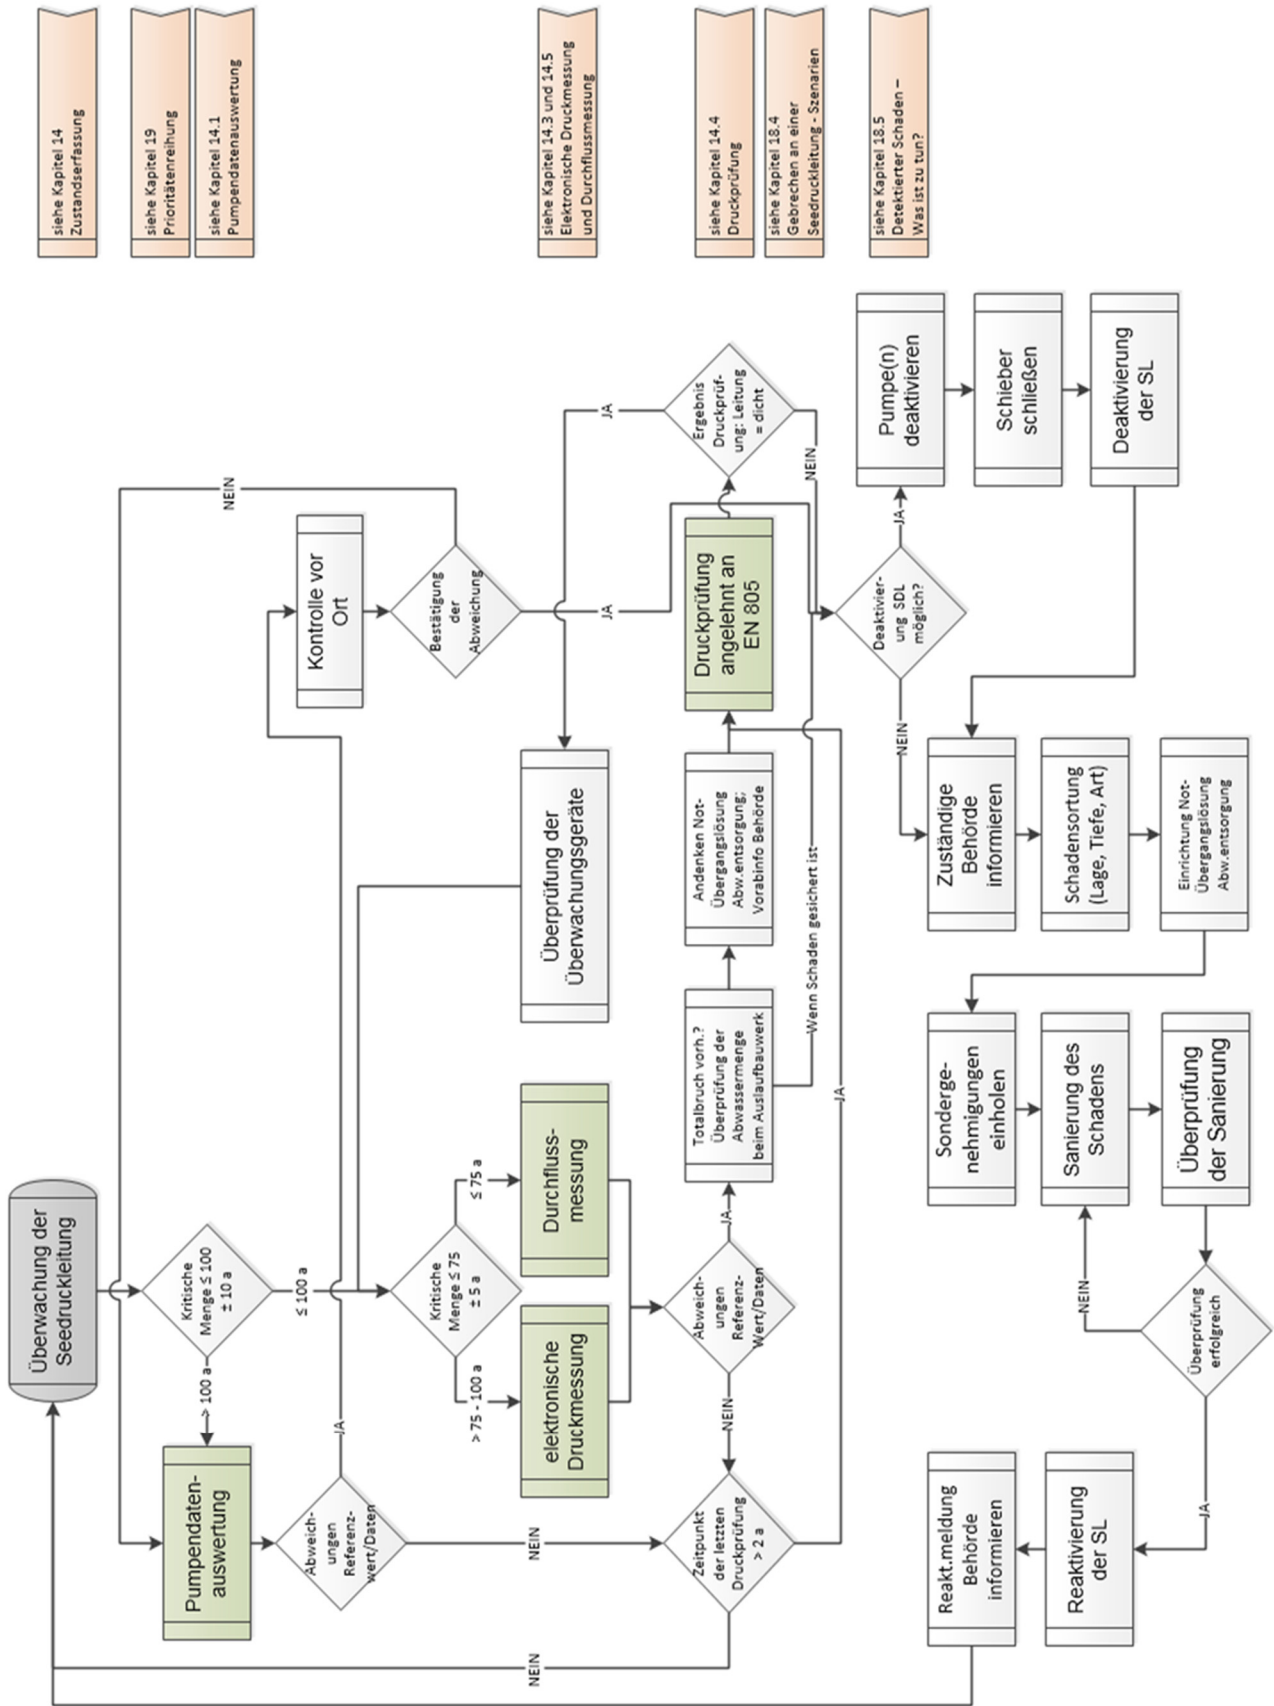 Überwachung der
Seedruckleitung
siehe Kapitel 14
Zustandserfassung
Kritische
Menge ≤ 100
± 10 a
> 100 a
≤ 100 a
NEIN
siehe Kapitel 19
Prioritätenreihung
Pumpendaten-
auswertung
siehe Kapitel 14.1
Pumpendatenauswertung
Abweich-
ungen
Referenz-
wert/Daten
JA
NEIN
Kontrolle vor
Ort
Bestätigung
der
Abweichung
JA
Kritische
Menge ≤ 75
± 5 a
> 75 - 100 a
≤ 75 a
elektronische
Druckmessung
Durchfluss-
messung
Überprüfung der
Überwachungsgeräte
JA
siehe Kapitel 14.3 und 14.5
Elektronische Druckmessung
und Durchflussmessung
Zeitpunkt
der letzten
Druckprüfung
> 2 a
NEIN
NEIN
Abweich-
ungen
Referenz-
Wert/Daten
JA
Totalbruch vorh.?
Überprüfung der
Abwassermenge
beim Auslaufbauwerk
Andenken Not-
Übergangslösung
Abw.entsorgung;
Vorabinfo Behörde
Druckprüfung
angelehnt an
EN 805
Ergebnis
Druckprüf-
ung: Leitung
= dicht
siehe Kapitel 14.4
Druckprüfung
siehe Kapitel 18.4
Gebrechen an einer
Seedruckleitung - Szenarien
Wenn Schaden gesichert ist
NEIN
JA
Deaktivier-
ung SDL
möglich?
NEIN
JA
Pumpe(n)
deaktivieren
Schieber
schließen
Deaktivierung
der SL
siehe Kapitel 18.5
Detektierter Schaden –
Was ist zu tun?
Zuständige
Behörde
informieren
Schadensortung
(Lage, Tiefe, Art)
Einrichtung Not-
Übergangslösung
Abw.entsorgung
Sonderge-
nehmigungen
einholen
Sanierung des
Schadens
Überprüfung
der Sanierung
NEIN
Überprüfung
erfolgreich
JA
Reaktivierung
der SL
Reakt.meldung
Behörde
informieren